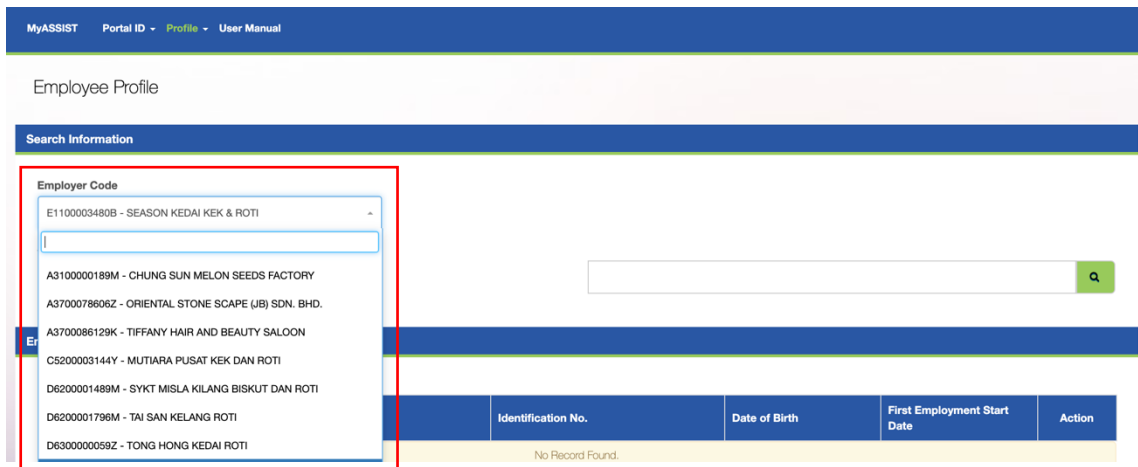 MyASSIST Portal ID Profile User Manual
Employee Profile
Search Information
Employer Code
E1100003480B - SEASON KEDAI KEK & ROTI
A3100000189M - CHUNG SUN MELON SEEDS FACTORY
A3700078606Z - ORIENTAL STONE SCAPE (JB) SDN. BHD.
A3700086129K - TIFFANY HAIR AND BEAUTY SALOON
C5200003144Y - MUTIARA PUSAT KEK DAN ROTI
D6200001489M - SYKT MISLA KILANG BISKUT DAN ROTI
D6200001796M - TAI SAN KELANG ROTI
D6300000059Z - TONG HONG KEDAI ROTI
Identification No. Date of Birth First Employment Start Date Action
No Record Found.